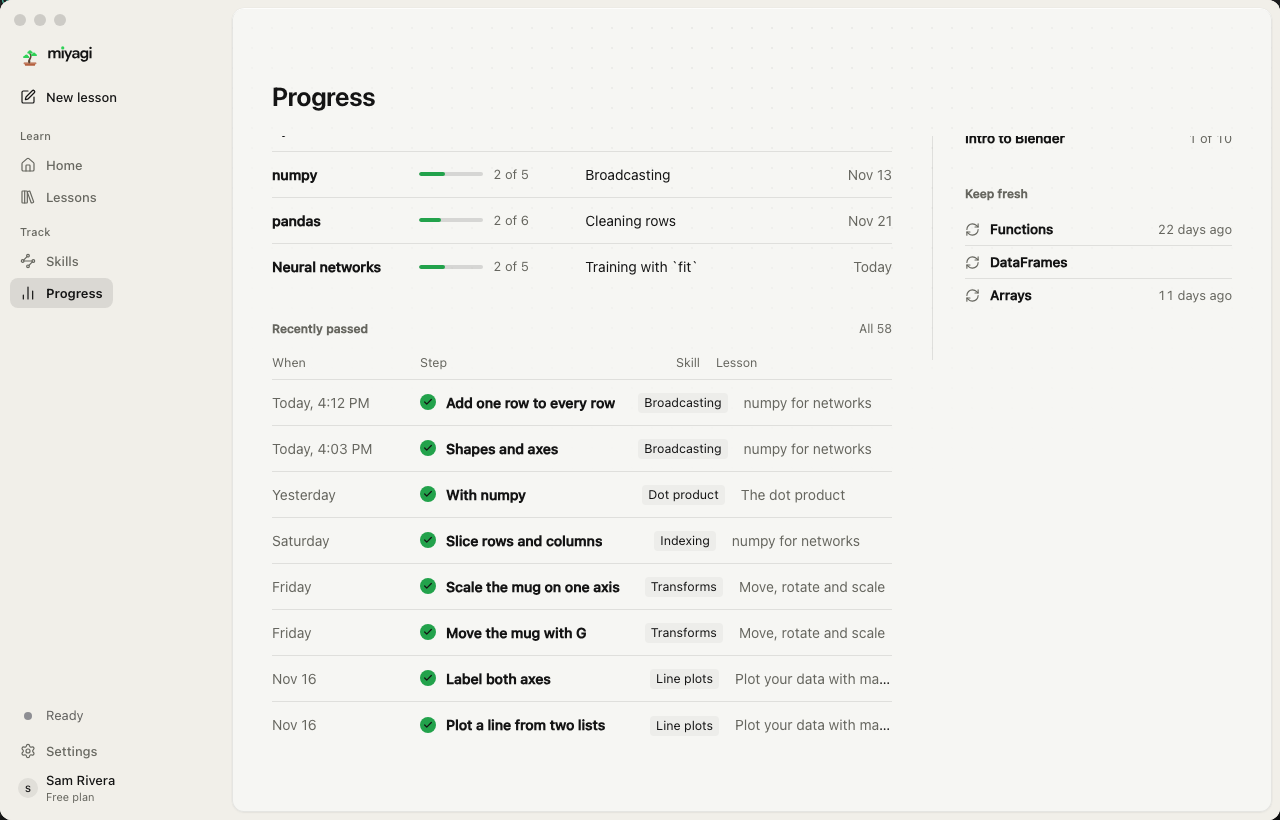 miyagi
New lesson
Learn
Home
Lessons
Track
Skills
Progress
Ready
Settings
S
Sam Rivera
Free plan
Progress
numpy 2 of 5 Broadcasting Nov 13
pandas 2 of 6 Cleaning rows Nov 21
Neural networks 2 of 5 Training with `fit` Today
Recently passed All 58
When Step Skill Lesson
Today, 4:12 PM Add one row to every row Broadcasting numpy for networks
Today, 4:03 PM Shapes and axes Broadcasting numpy for networks
Yesterday With numpy Dot product The dot product
Saturday Slice rows and columns Indexing numpy for networks
Friday Scale the mug on one axis Transforms Move, rotate and scale
Friday Move the mug with G Transforms Move, rotate and scale
Nov 16 Label both axes Line plots Plot your data with ma...
Nov 16 Plot a line from two lists Line plots Plot your data with ma...
Intro to Blender 1 of 10
Keep fresh
Functions 22 days ago
DataFrames
Arrays 11 days ago